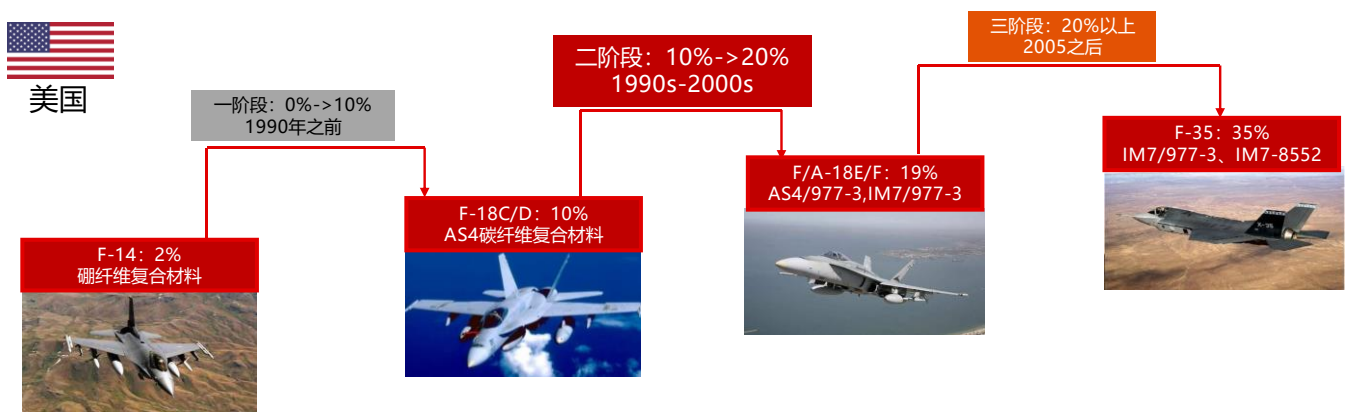 美国
一阶段：0%->10%
1990年之前
二阶段：10%->20%
1990s-2000s
三阶段：20%以上
2005之后
F-14：2%
硼纤维复合材料
F-18C/D：10%
AS4碳纤维复合材料
F/A-18E/F：19%
AS4/977-3,IM7/977-3
F-35：35%
IM7/977-3、IM7-8552
X-35